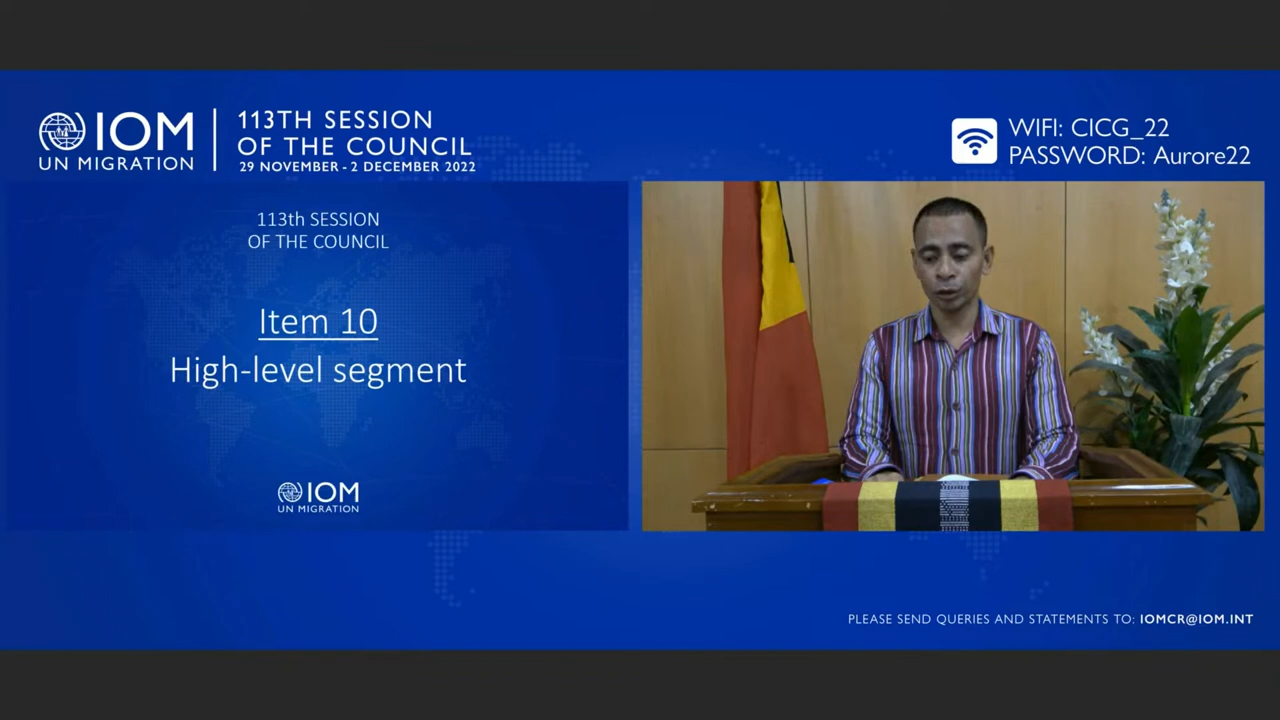 IOM
UN MIGRATION
113TH SESSION
OF THE COUNCIL
29 NOVEMBER - 2 DECEMBER 2022
WIFI: CICG_22
PASSWORD: Aurore22
113th SESSION
OF THE COUNCIL
Item 10
High-level segment
IOM
UN MIGRATION
PLEASE SEND QUERIES AND STATEMENTS TO: IOMCR@IOM.INT